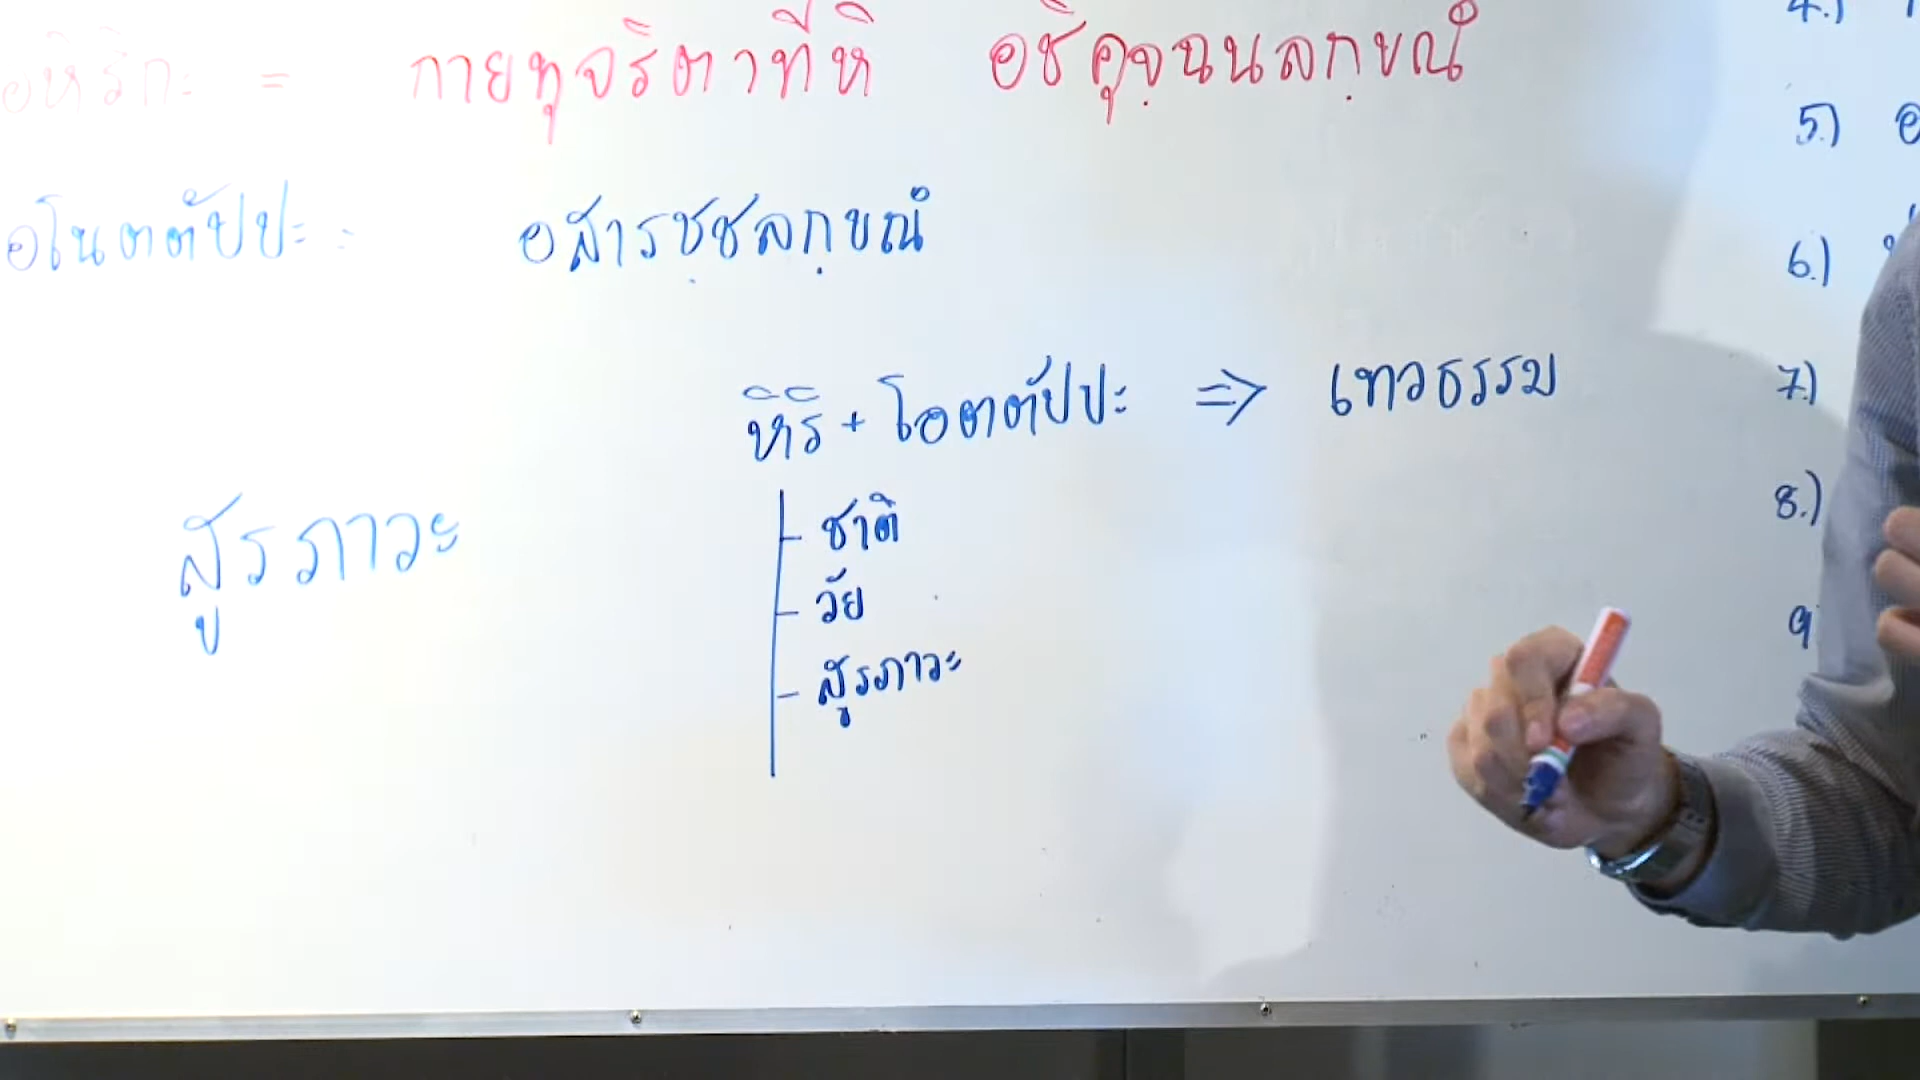 อหิริกะ = กายทุจริตาทีหิ อชิคุจฺฉนลกฺขณํ
อโนตตัปปะ = อสารชฺชลกฺขณํ
หิริ + โอตตัปปะ ⇒ เทวธรรม
ชาติ
วัย
สูรภาวะ
สูรภาวะ
4.)
5.) อ
6.)
7.)
8.)
9